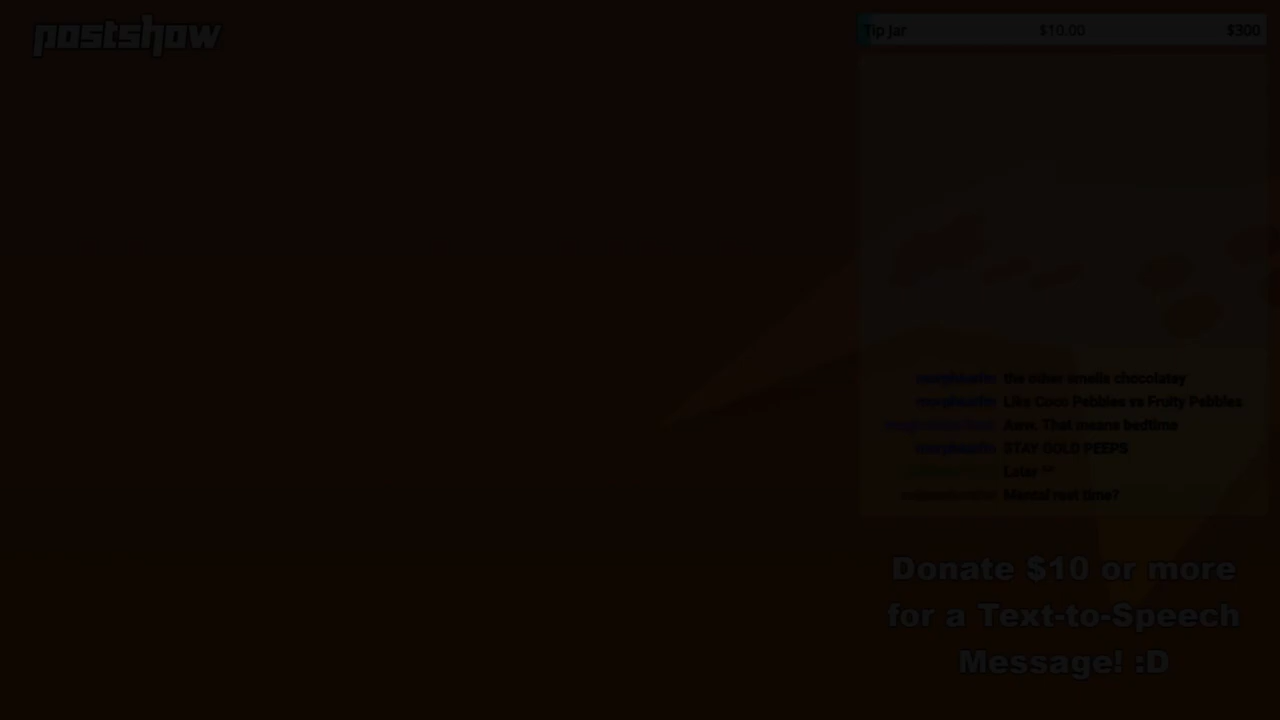 postshow
Tip Jar $10.00 $300
the other smells chocolatey
Like Coco Pebbles vs Fruity Pebbles
Aww. That means bedtime
STAY GOLD PEEPS
Later ^^
Mental rest time?
Donate $10 or more
for a Text-to-Speech
Message! :D